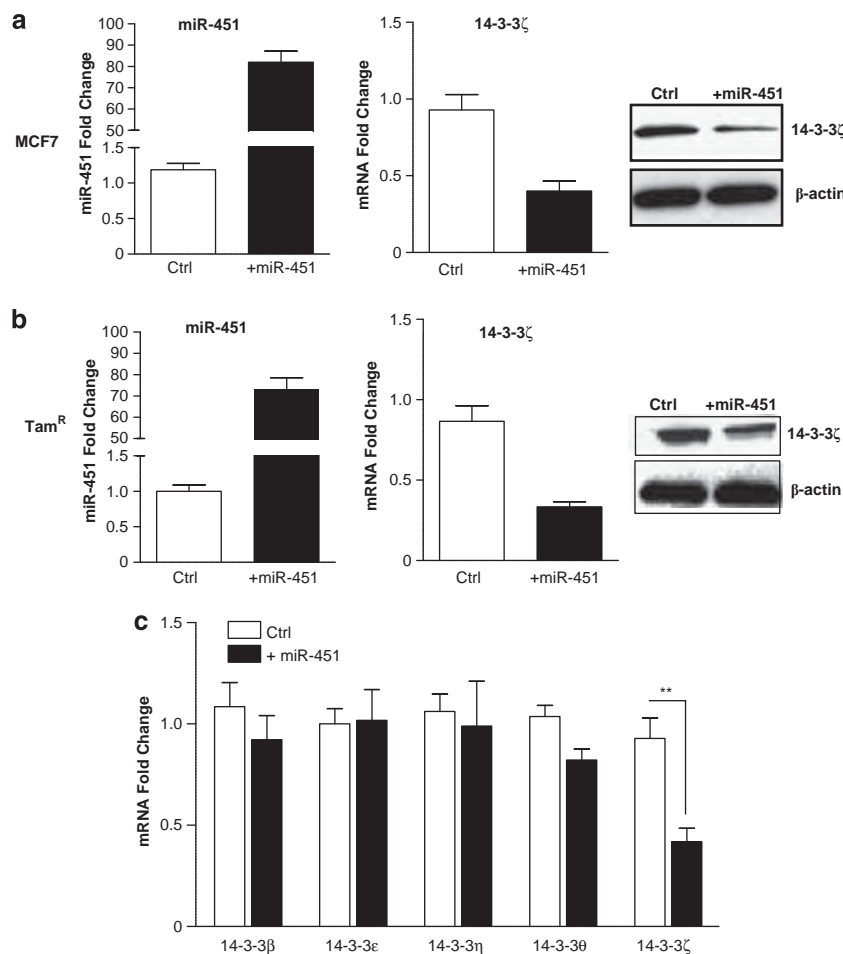 a
miR-451
14-3-3ζ
MCF7
miR-451 Fold Change
100
90
80
70
60
50
1.5
1.0
0.5
0
Ctrl
+miR-451
mRNA Fold Change
1.5
1.0
0.5
0
Ctrl
+miR-451
Ctrl +miR-451
14-3-3ζ
β-actin
b
miR-451
14-3-3ζ
Tam^R
miR-451 Fold Change
100
90
80
70
60
50
1.5
1.0
0.5
0
Ctrl
+miR-451
mRNA Fold Change
1.5
1.0
0.5
0
Ctrl
+miR-451
Ctrl +miR-451
14-3-3ζ
β-actin
c
Ctrl
+ miR-451
mRNA Fold Change
1.5
1.0
0.5
0
**
14-3-3β 14-3-3ε 14-3-3η 14-3-3θ 14-3-3ζ